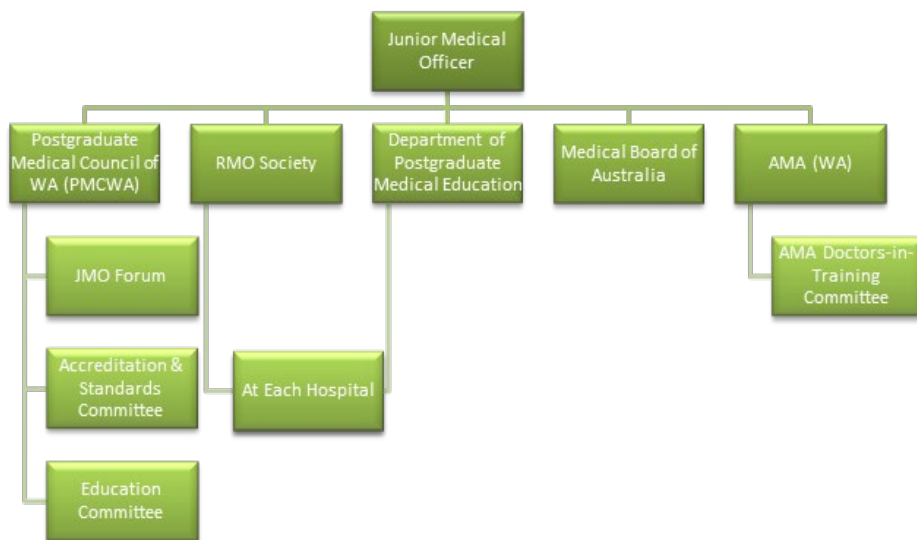 Junior Medical
Officer
Postgraduate
Medical Council of
WA (PMCWA)
RMO Society
Department of
Postgraduate
Medical Education
Medical Board of
Australia
AMA (WA)
JMO Forum
AMA Doctors-in-
Training
Committee
Accreditation &
Standards
Committee
At Each Hospital
Education
Committee